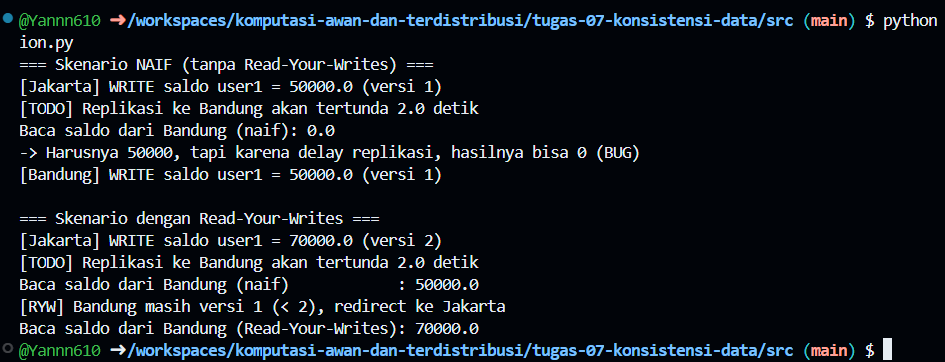 @Yannn610 ➜/workspaces/komputasi-awan-dan-terdistribusi/tugas-07-konsistensi-data/src (main) $ python
ion.py
=== Skenario NAIF (tanpa Read-Your-Writes) ===
[Jakarta] WRITE saldo user1 = 50000.0 (versi 1)
[TODO] Replikasi ke Bandung akan tertunda 2.0 detik
Baca saldo dari Bandung (naif): 0.0
-> Harusnya 50000, tapi karena delay replikasi, hasilnya bisa 0 (BUG)
[Bandung] WRITE saldo user1 = 50000.0 (versi 1)

=== Skenario dengan Read-Your-Writes ===
[Jakarta] WRITE saldo user1 = 70000.0 (versi 2)
[TODO] Replikasi ke Bandung akan tertunda 2.0 detik
Baca saldo dari Bandung (naif)            : 50000.0
[RYW] Bandung masih versi 1 (< 2), redirect ke Jakarta
Baca saldo dari Bandung (Read-Your-Writes): 70000.0
@Yannn610 ➜/workspaces/komputasi-awan-dan-terdistribusi/tugas-07-konsistensi-data/src (main) $